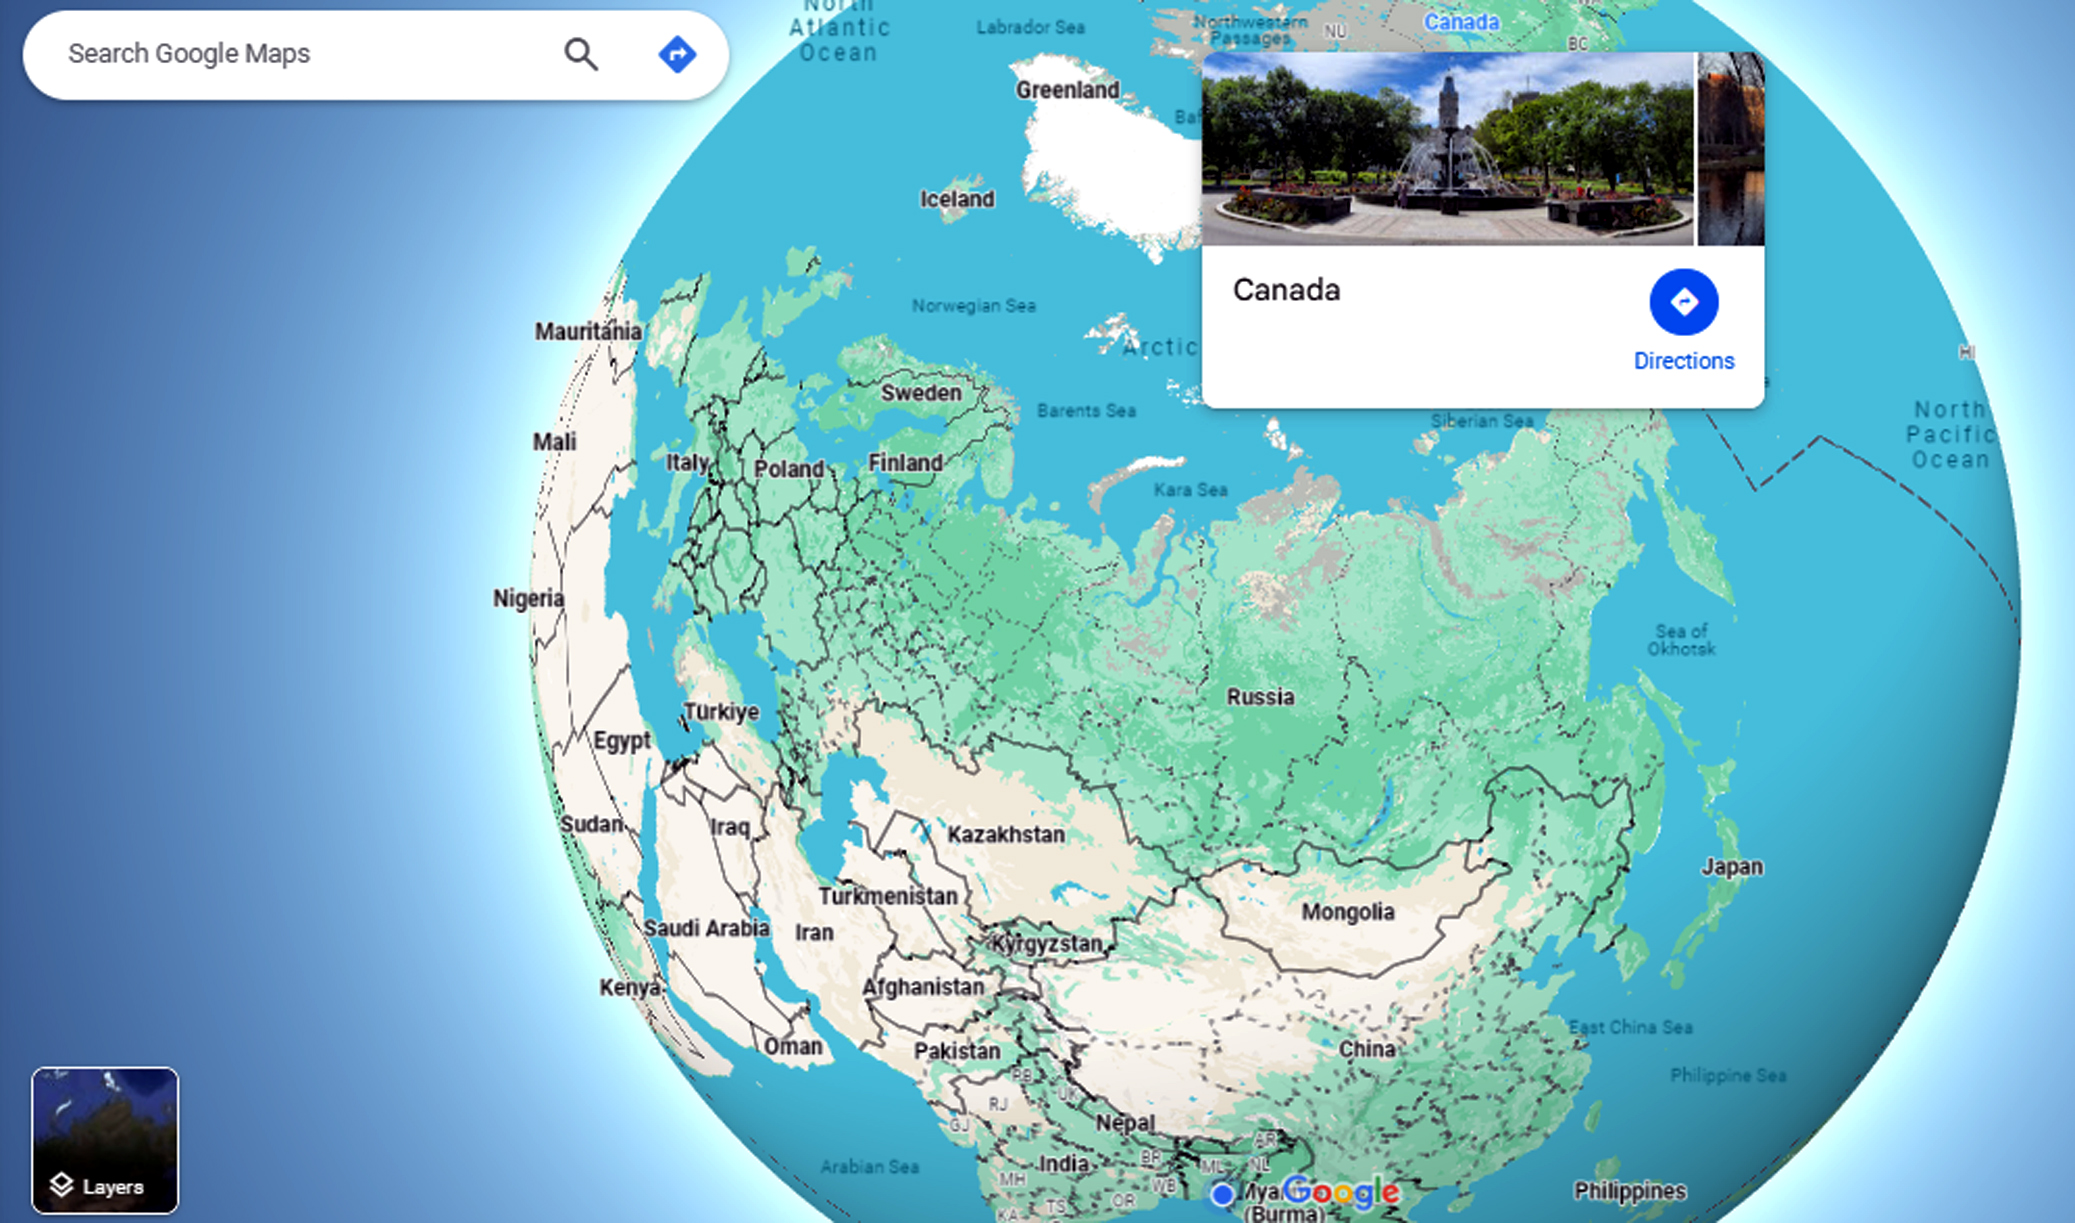 Search Google Maps
North
Atlantic
Ocean
Labrador Sea
Northwestern
Passages
NU
Canada
BC
Greenland
Iceland
Canada
Directions
Norwegian Sea
Arctic
Mauritania
HI
Sweden
Barents Sea
Siberian Sea
North
Pacific
Ocean
Mali
Italy
Poland
Finland
Kara Sea
Nigeria
Sea of
Okhotsk
Russia
Türkiye
Egypt
Sudan
Iraq
Kazakhstan
Japan
Turkmenistan
Mongolia
Saudi Arabia
Iran
Kyrgyzstan
Kenya
Afghanistan
East China Sea
Oman
Pakistan
China
Philippine Sea
PB
UK
RJ
GJ
Nepal
AR
Arabian Sea
India
BR
ML
NL
MH
WB
OR
TS
KA
Google
(Burma)
Philippines
Layers